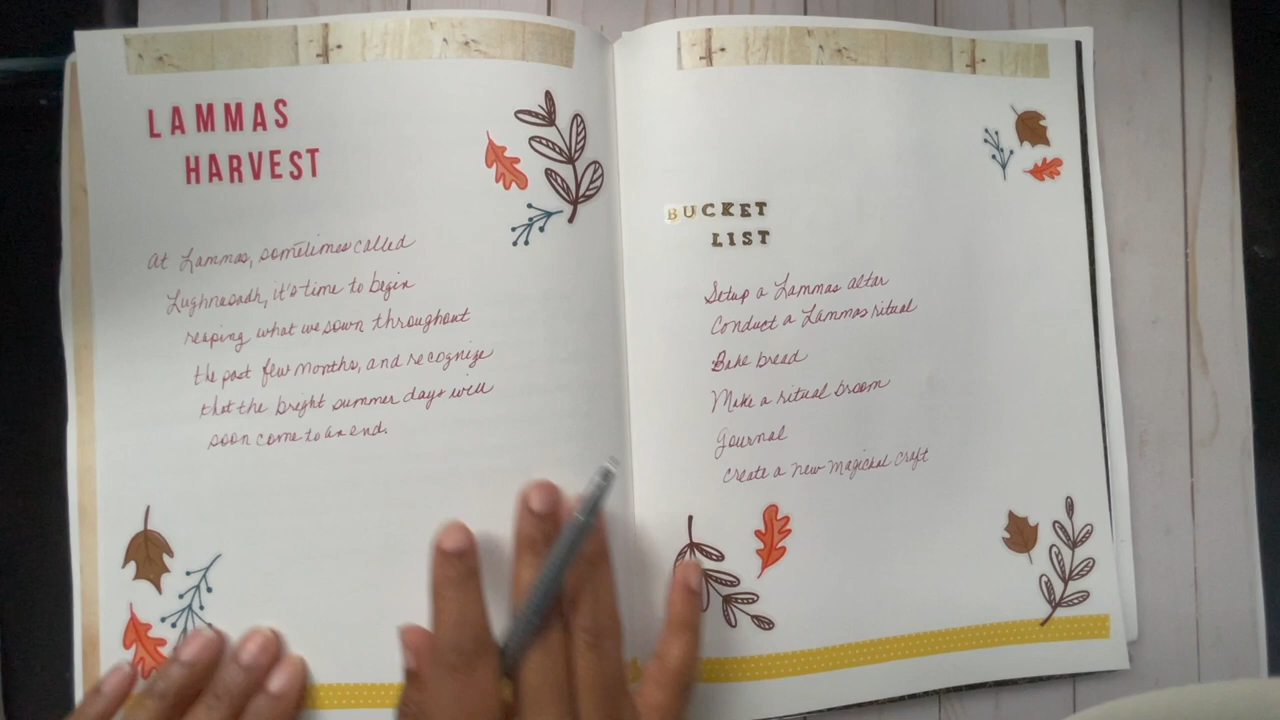 LAMMAS
HARVEST
At Lammas, sometimes called
Lughnasadh, it's time to begin
reaping what we sown throughout
the past few months, and recognize
that the bright summer days will
soon come to an end.
BUCKET
LIST
Setup a Lammas altar
Conduct a Lammas ritual
Bake bread
Make a ritual broom
Journal
Create a new magickal craft